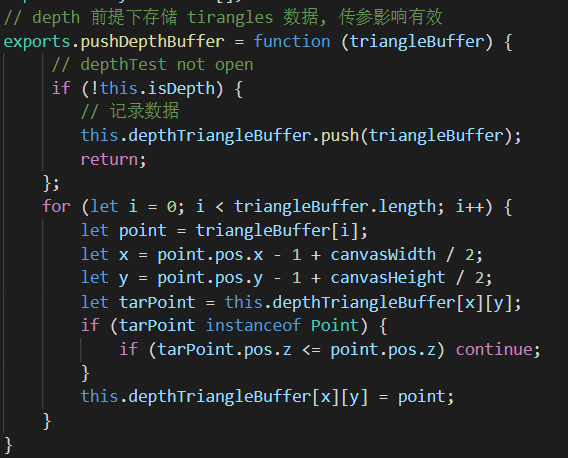 // depth 前提下存储 tirangles 数据, 传参影响有效
exports.pushDepthBuffer = function (triangleBuffer) {
    // depthTest not open
    if (!this.isDepth) {
        // 记录数据
        this.depthTriangleBuffer.push(triangleBuffer);
        return;
    };
    for (let i = 0; i < triangleBuffer.length; i++) {
        let point = triangleBuffer[i];
        let x = point.pos.x - 1 + canvasWidth / 2;
        let y = point.pos.y - 1 + canvasHeight / 2;
        let tarPoint = this.depthTriangleBuffer[x][y];
        if (tarPoint instanceof Point) {
            if (tarPoint.pos.z <= point.pos.z) continue;
        }
        this.depthTriangleBuffer[x][y] = point;
    }
}